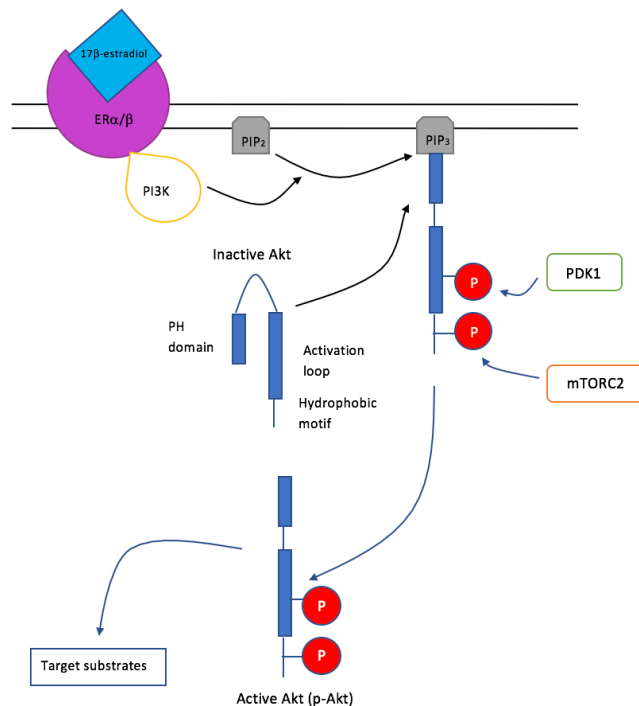 17β-estradiol
ERα/β
PIP₂
PIP₃
PI3K
Inactive Akt
P
PDK1
PH
domain
Activation
loop
P
Hydrophobic
motif
mTORC2
P
P
Target substrates
Active Akt (p-Akt)